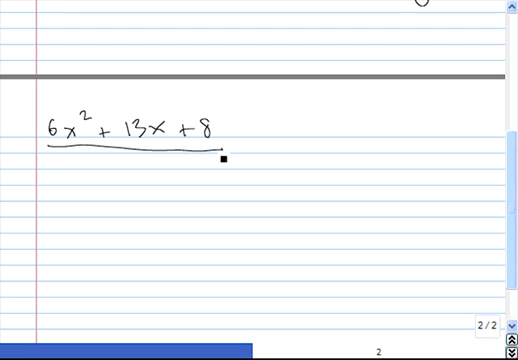 6x² + 13x + 8
2 / 2
2